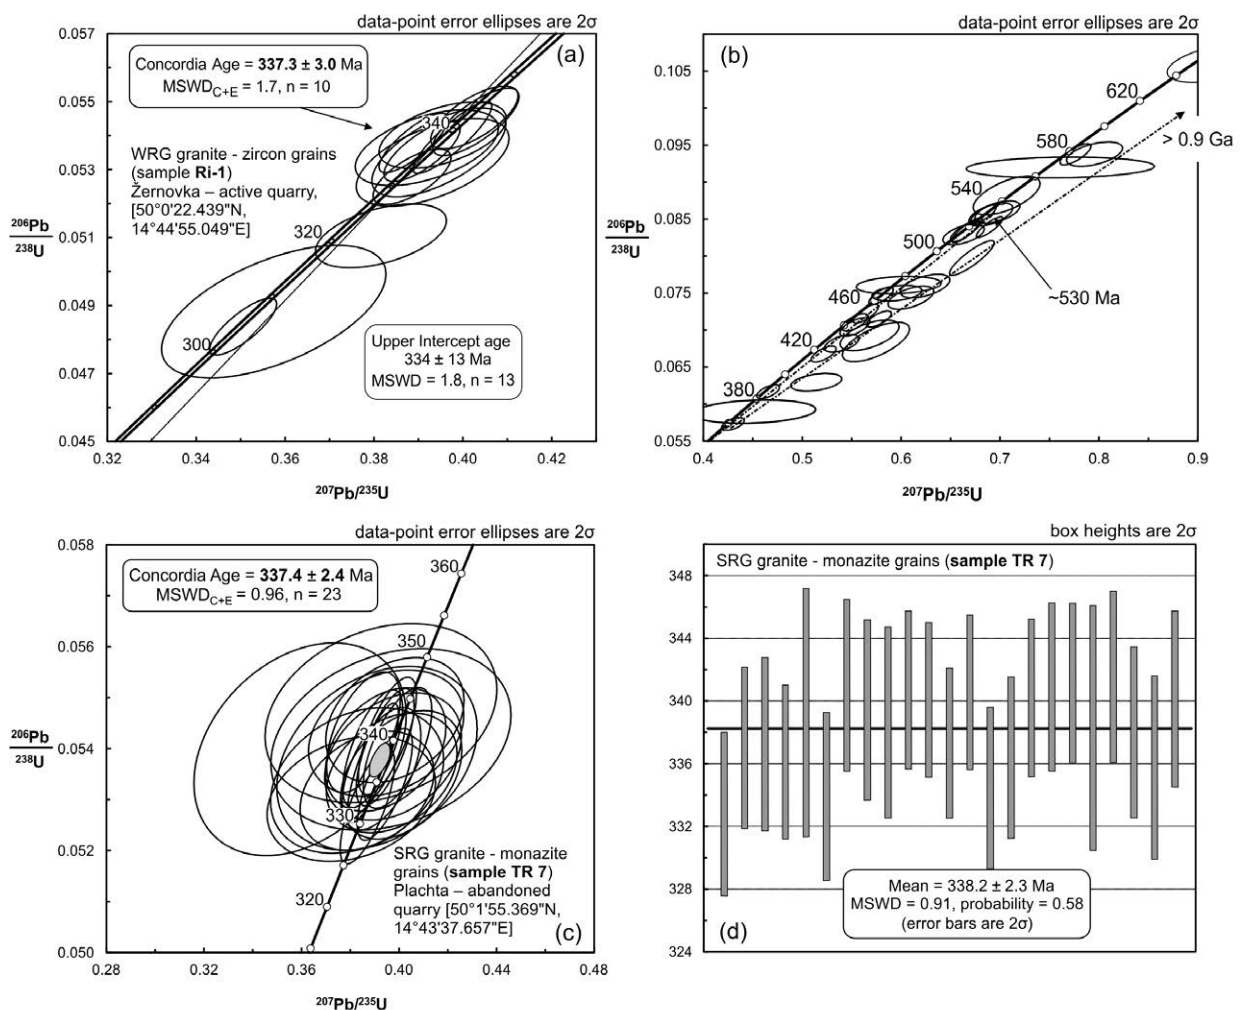 data-point error ellipses are 2σ
0.057
0.055
0.053
0.051
0.049
0.047
0.045
206Pb
238U
(a)
Concordia Age = 337.3 ± 3.0 Ma
MSWDC+E = 1.7, n = 10
340
WRG granite - zircon grains
(sample Ri-1)
Žernovka – active quarry,
[50°0'22.439"N,
14°44'55.049"E]
320
300
Upper Intercept age
334 ± 13 Ma
MSWD = 1.8, n = 13
0.32
0.34
0.36
0.38
0.40
0.42
207Pb/235U
data-point error ellipses are 2σ
(b)
0.105
0.095
0.085
0.075
0.065
0.055
206Pb
238U
620
580
> 0.9 Ga
540
500
~530 Ma
460
420
380
0.4
0.5
0.6
0.7
0.8
0.9
207Pb/235U
data-point error ellipses are 2σ
0.058
0.056
0.054
0.052
0.050
206Pb
238U
Concordia Age = 337.4 ± 2.4 Ma
MSWDC+E = 0.96, n = 23
360
350
340
330
320
SRG granite - monazite
grains (sample TR 7)
Plachta – abandoned
quarry [50°1'55.369"N,
14°43'37.657"E]
(c)
0.28
0.32
0.36
0.40
0.44
0.48
207Pb/235U
box heights are 2σ
SRG granite - monazite grains (sample TR 7)
348
344
340
336
332
328
324
Mean = 338.2 ± 2.3 Ma
MSWD = 0.91, probability = 0.58
(error bars are 2σ)
(d)